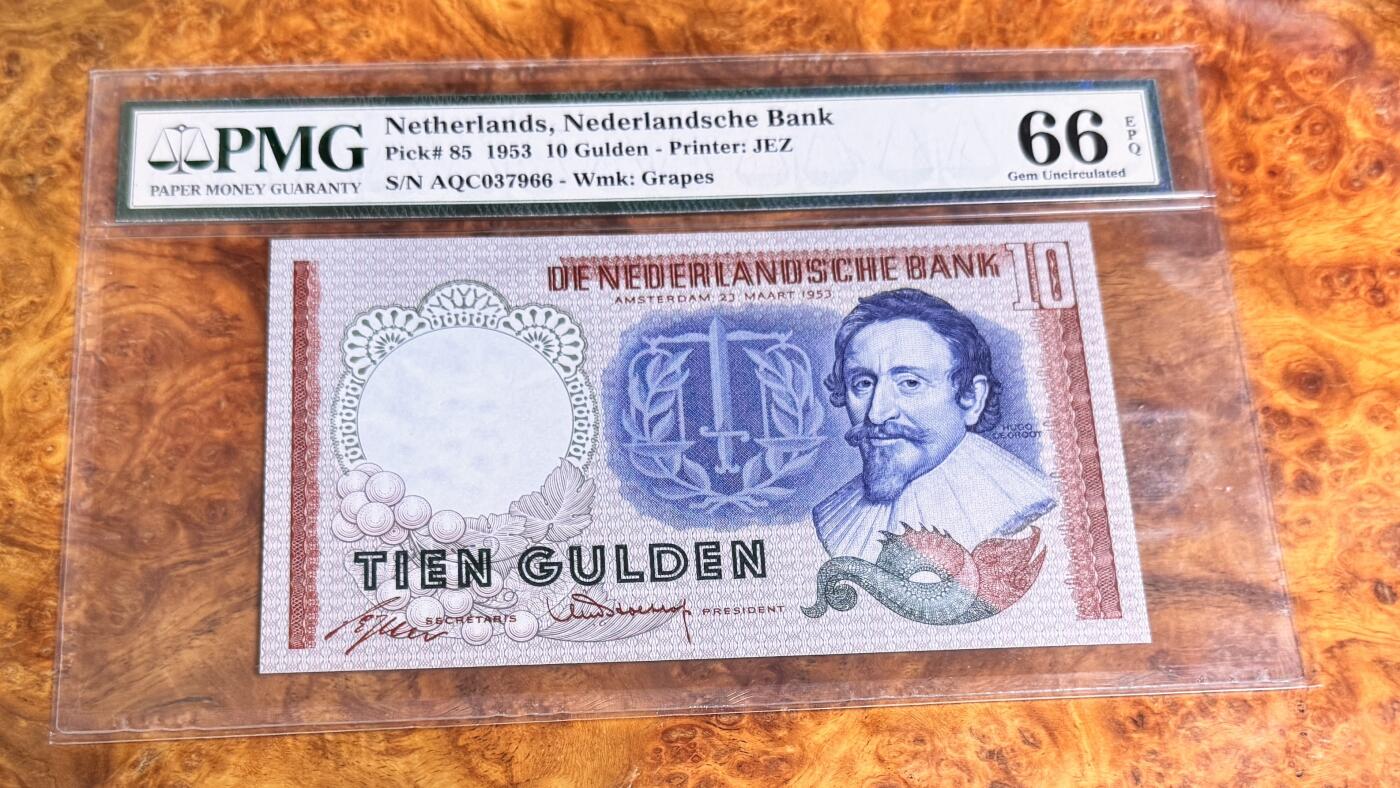 PMG
PAPER MONEY GUARANTY
Netherlands, Nederlandsche Bank
Pick# 85 1953 10 Gulden - Printer: JEZ
S/N AQC037966 - Wmk: Grapes
66
EPQ
Gem Uncirculated
DE NEDERLANDSCHE BANK
10
AMSTERDAM, 23 MAART 1953
HUGO
DE GROOT
TIEN GULDEN
SECRETARIS
PRESIDENT